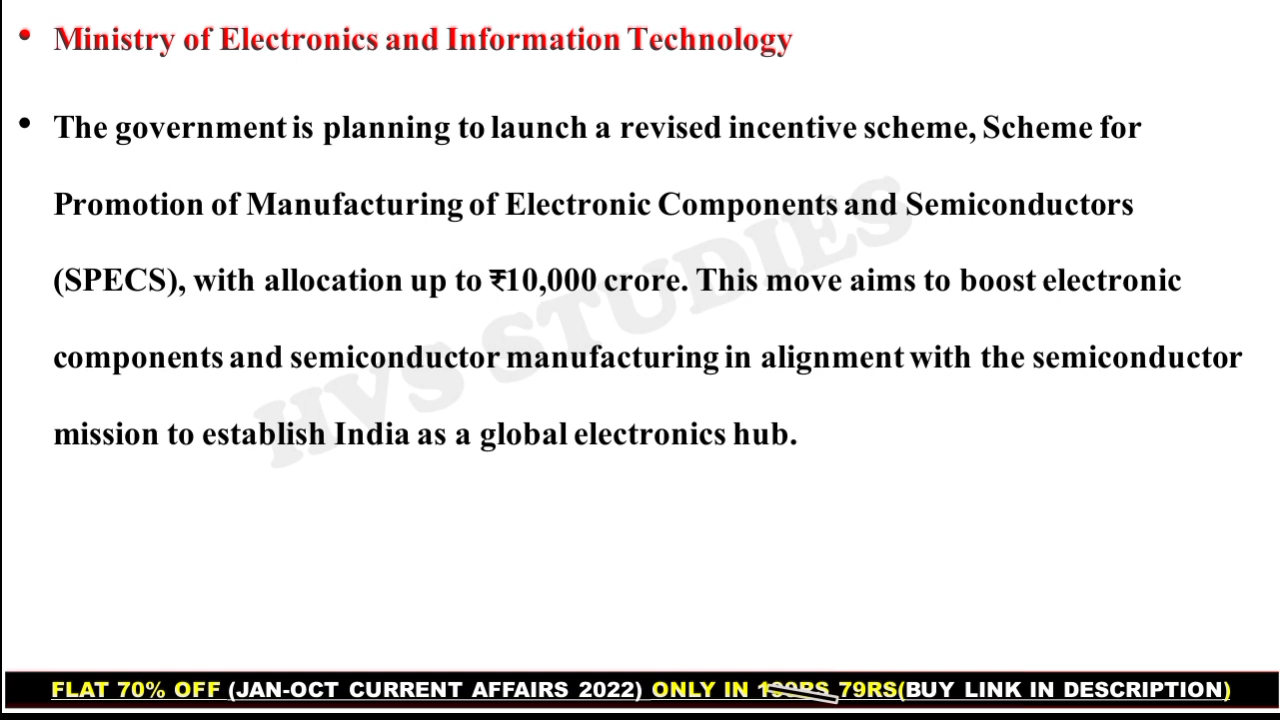 • Ministry of Electronics and Information Technology
• The government is planning to launch a revised incentive scheme, Scheme for
Promotion of Manufacturing of Electronic Components and Semiconductors
(SPECS), with allocation up to ₹10,000 crore. This move aims to boost electronic
components and semiconductor manufacturing in alignment with the semiconductor
mission to establish India as a global electronics hub.
HVS STUDIES
FLAT 70% OFF (JAN-OCT CURRENT AFFAIRS 2022) ONLY IN 79RS(BUY LINK IN DESCRIPTION)